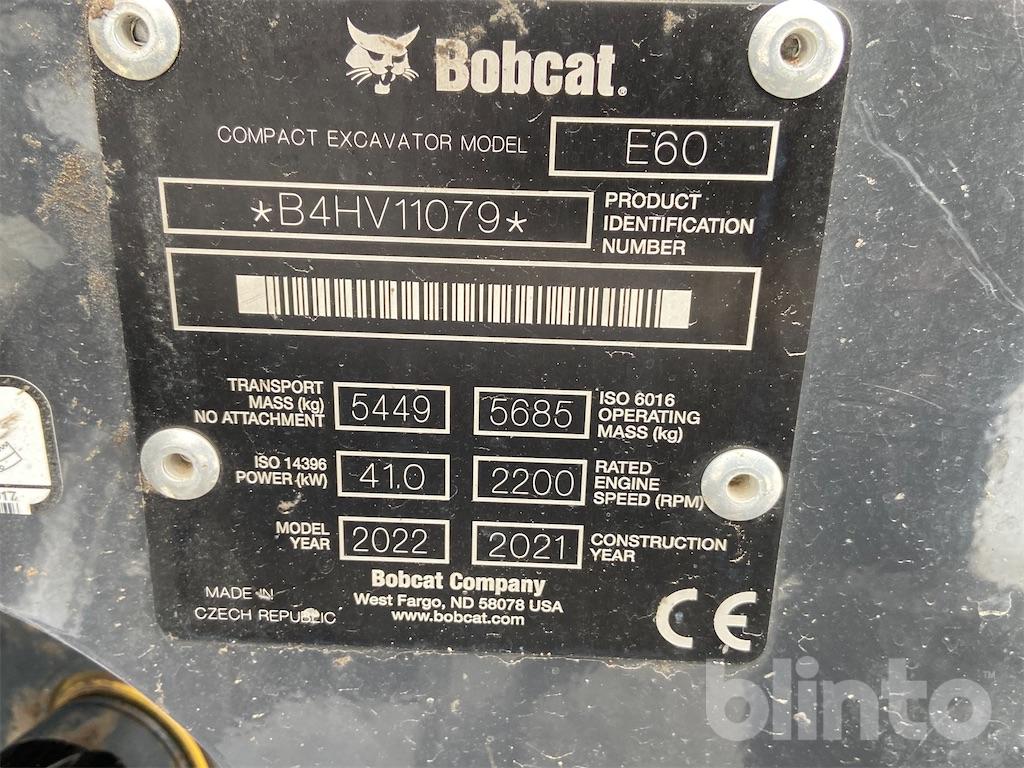 Bobcat®
COMPACT EXCAVATOR MODEL
E60
*B4HV11079*
PRODUCT
IDENTIFICATION
NUMBER
TRANSPORT
MASS (kg)
NO ATTACHMENT
5449
5685
ISO 6016
OPERATING
MASS (kg)
ISO 14396
POWER (kW)
41.0
2200
RATED
ENGINE
SPEED (RPM)
MODEL
YEAR
2022
2021
CONSTRUCTION
YEAR
Bobcat Company
West Fargo, ND 58078 USA
www.bobcat.com
MADE IN
CZECH REPUBLIC
CE
blinto™